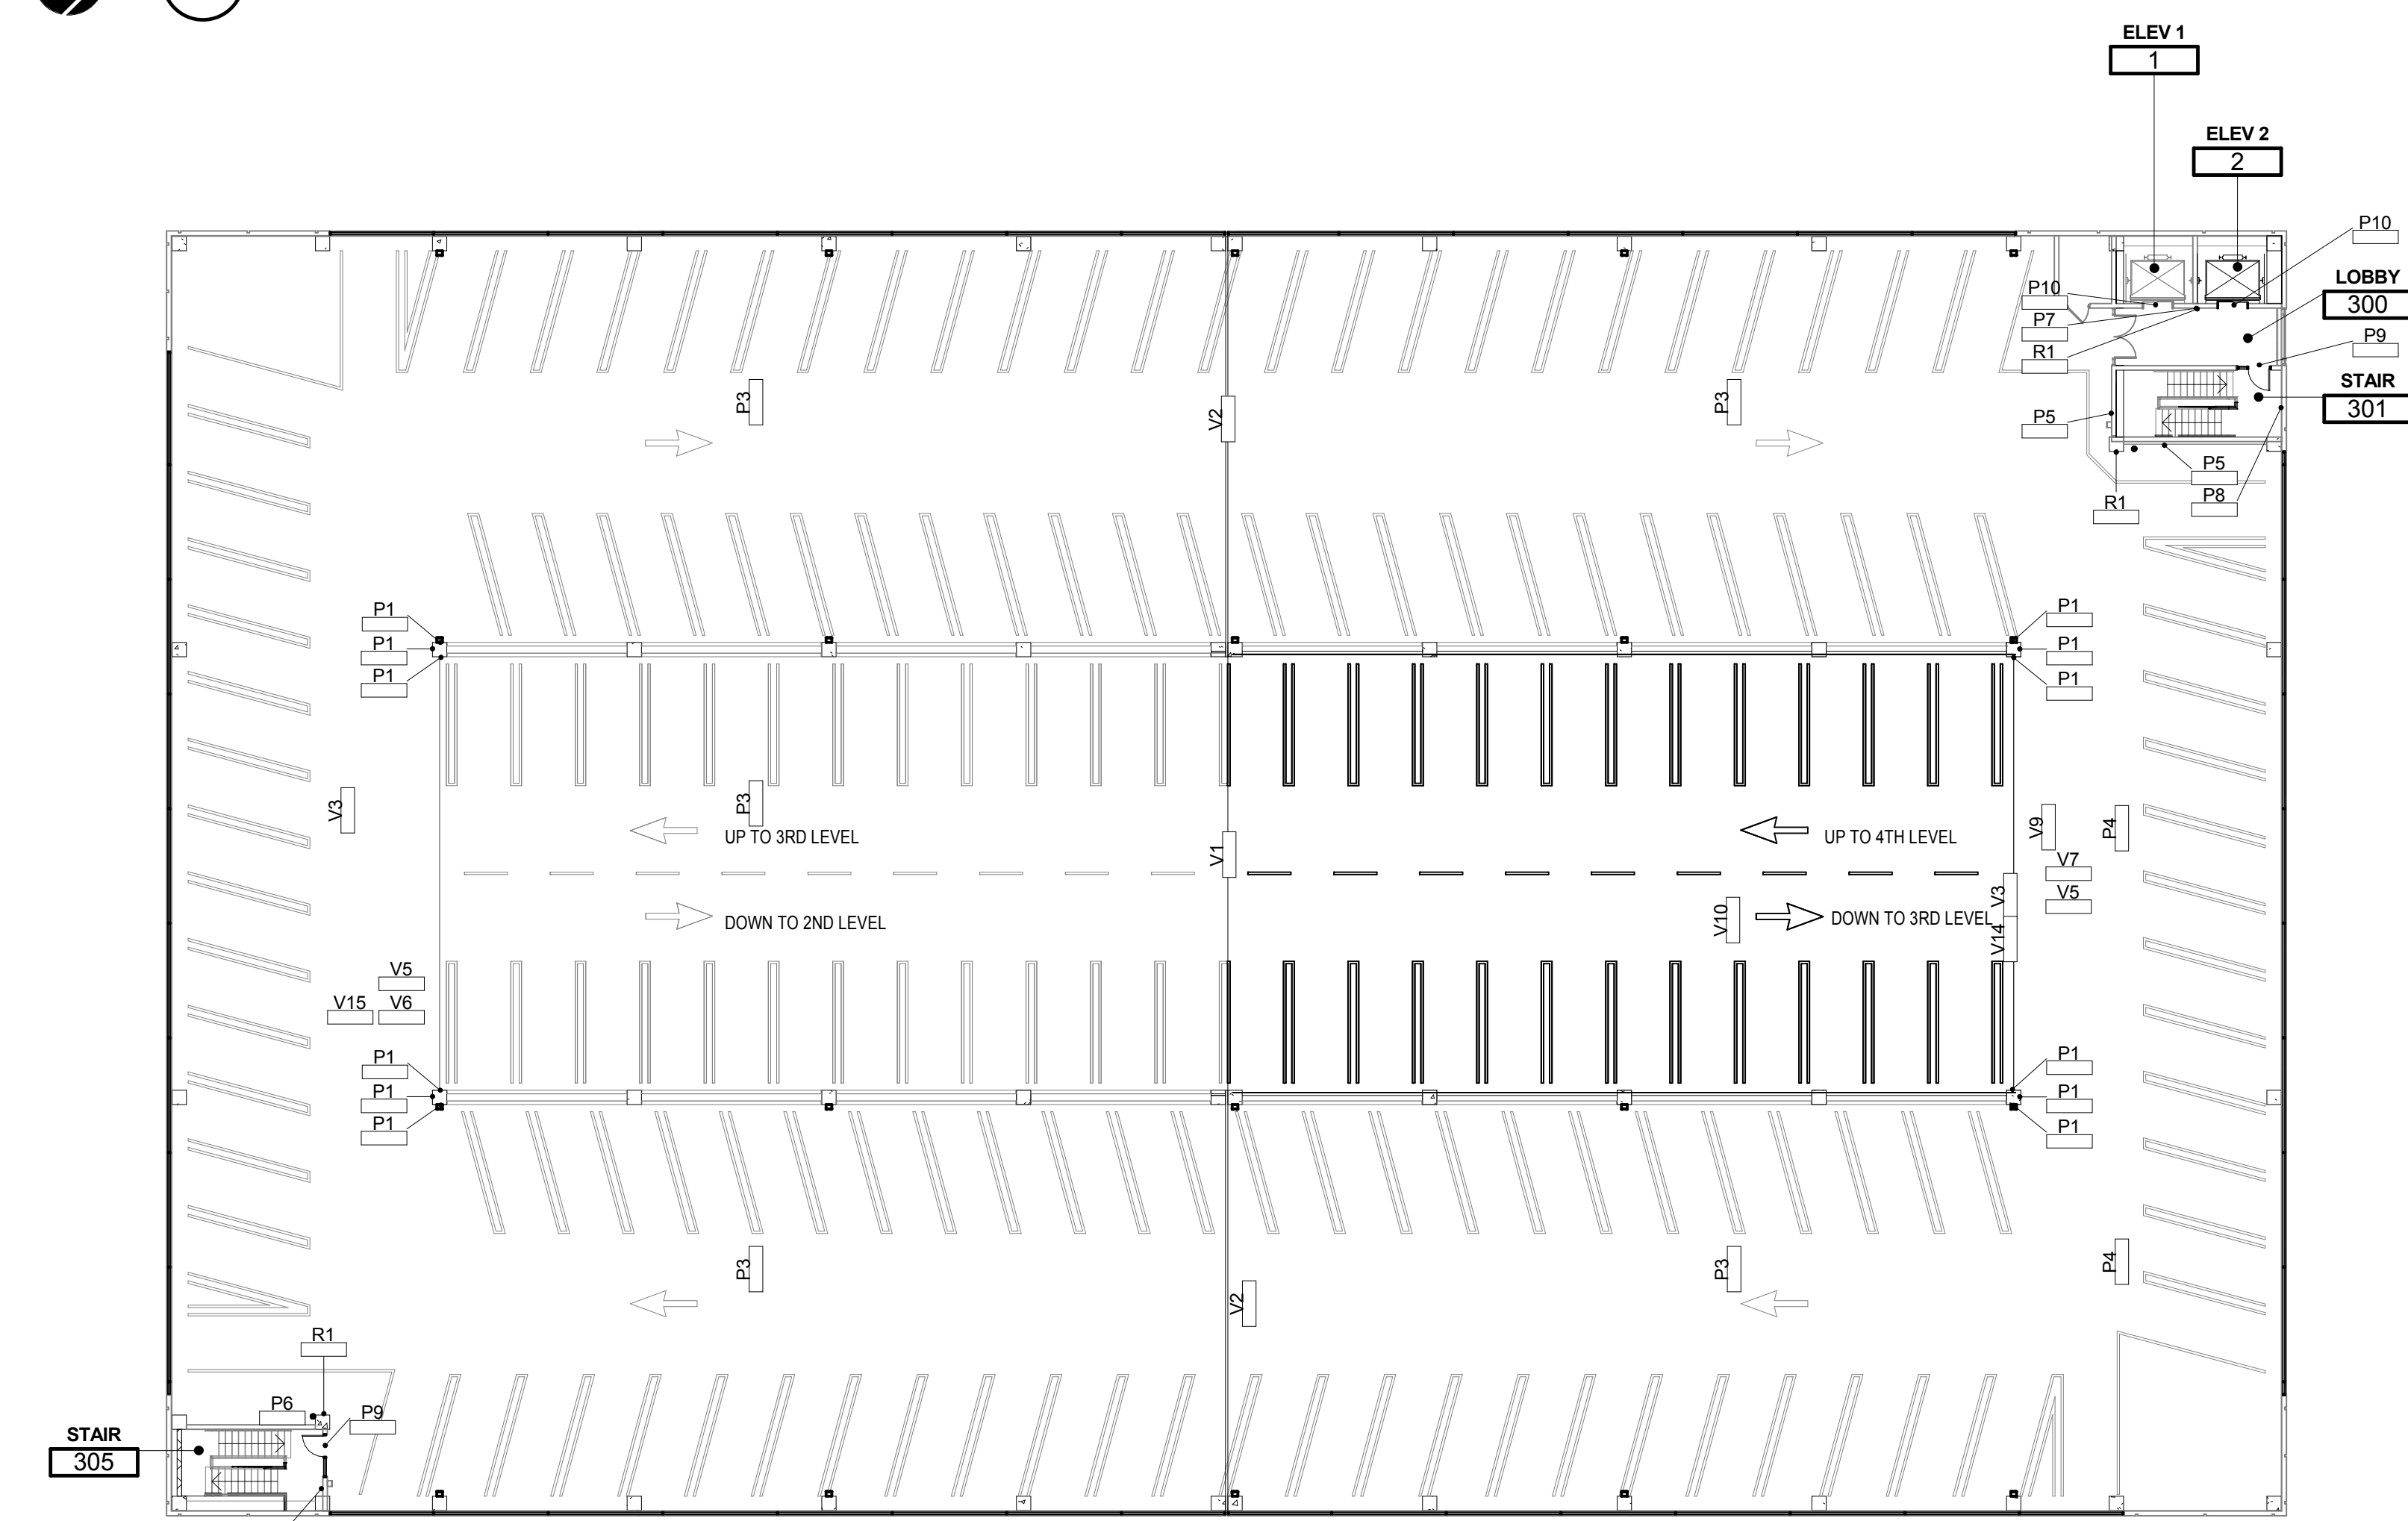 ELEV 1
1
ELEV 2
2
P10
LOBBY
300
P10
P7
R1
P9
STAIR
301
P3
V2
P3
P5
P5
P8
R1
P1
P1
P1
P1
P1
P1
V3
P3
UP TO 3RD LEVEL
V1
UP TO 4TH LEVEL
V9
P4
V7
V5
V3
DOWN TO 2ND LEVEL
V10
DOWN TO 3RD LEVEL
V14
V5
V15 V6
P1
P1
P1
P1
P1
P1
P3
V2
P3
P4
R1
P6
P9
STAIR
305